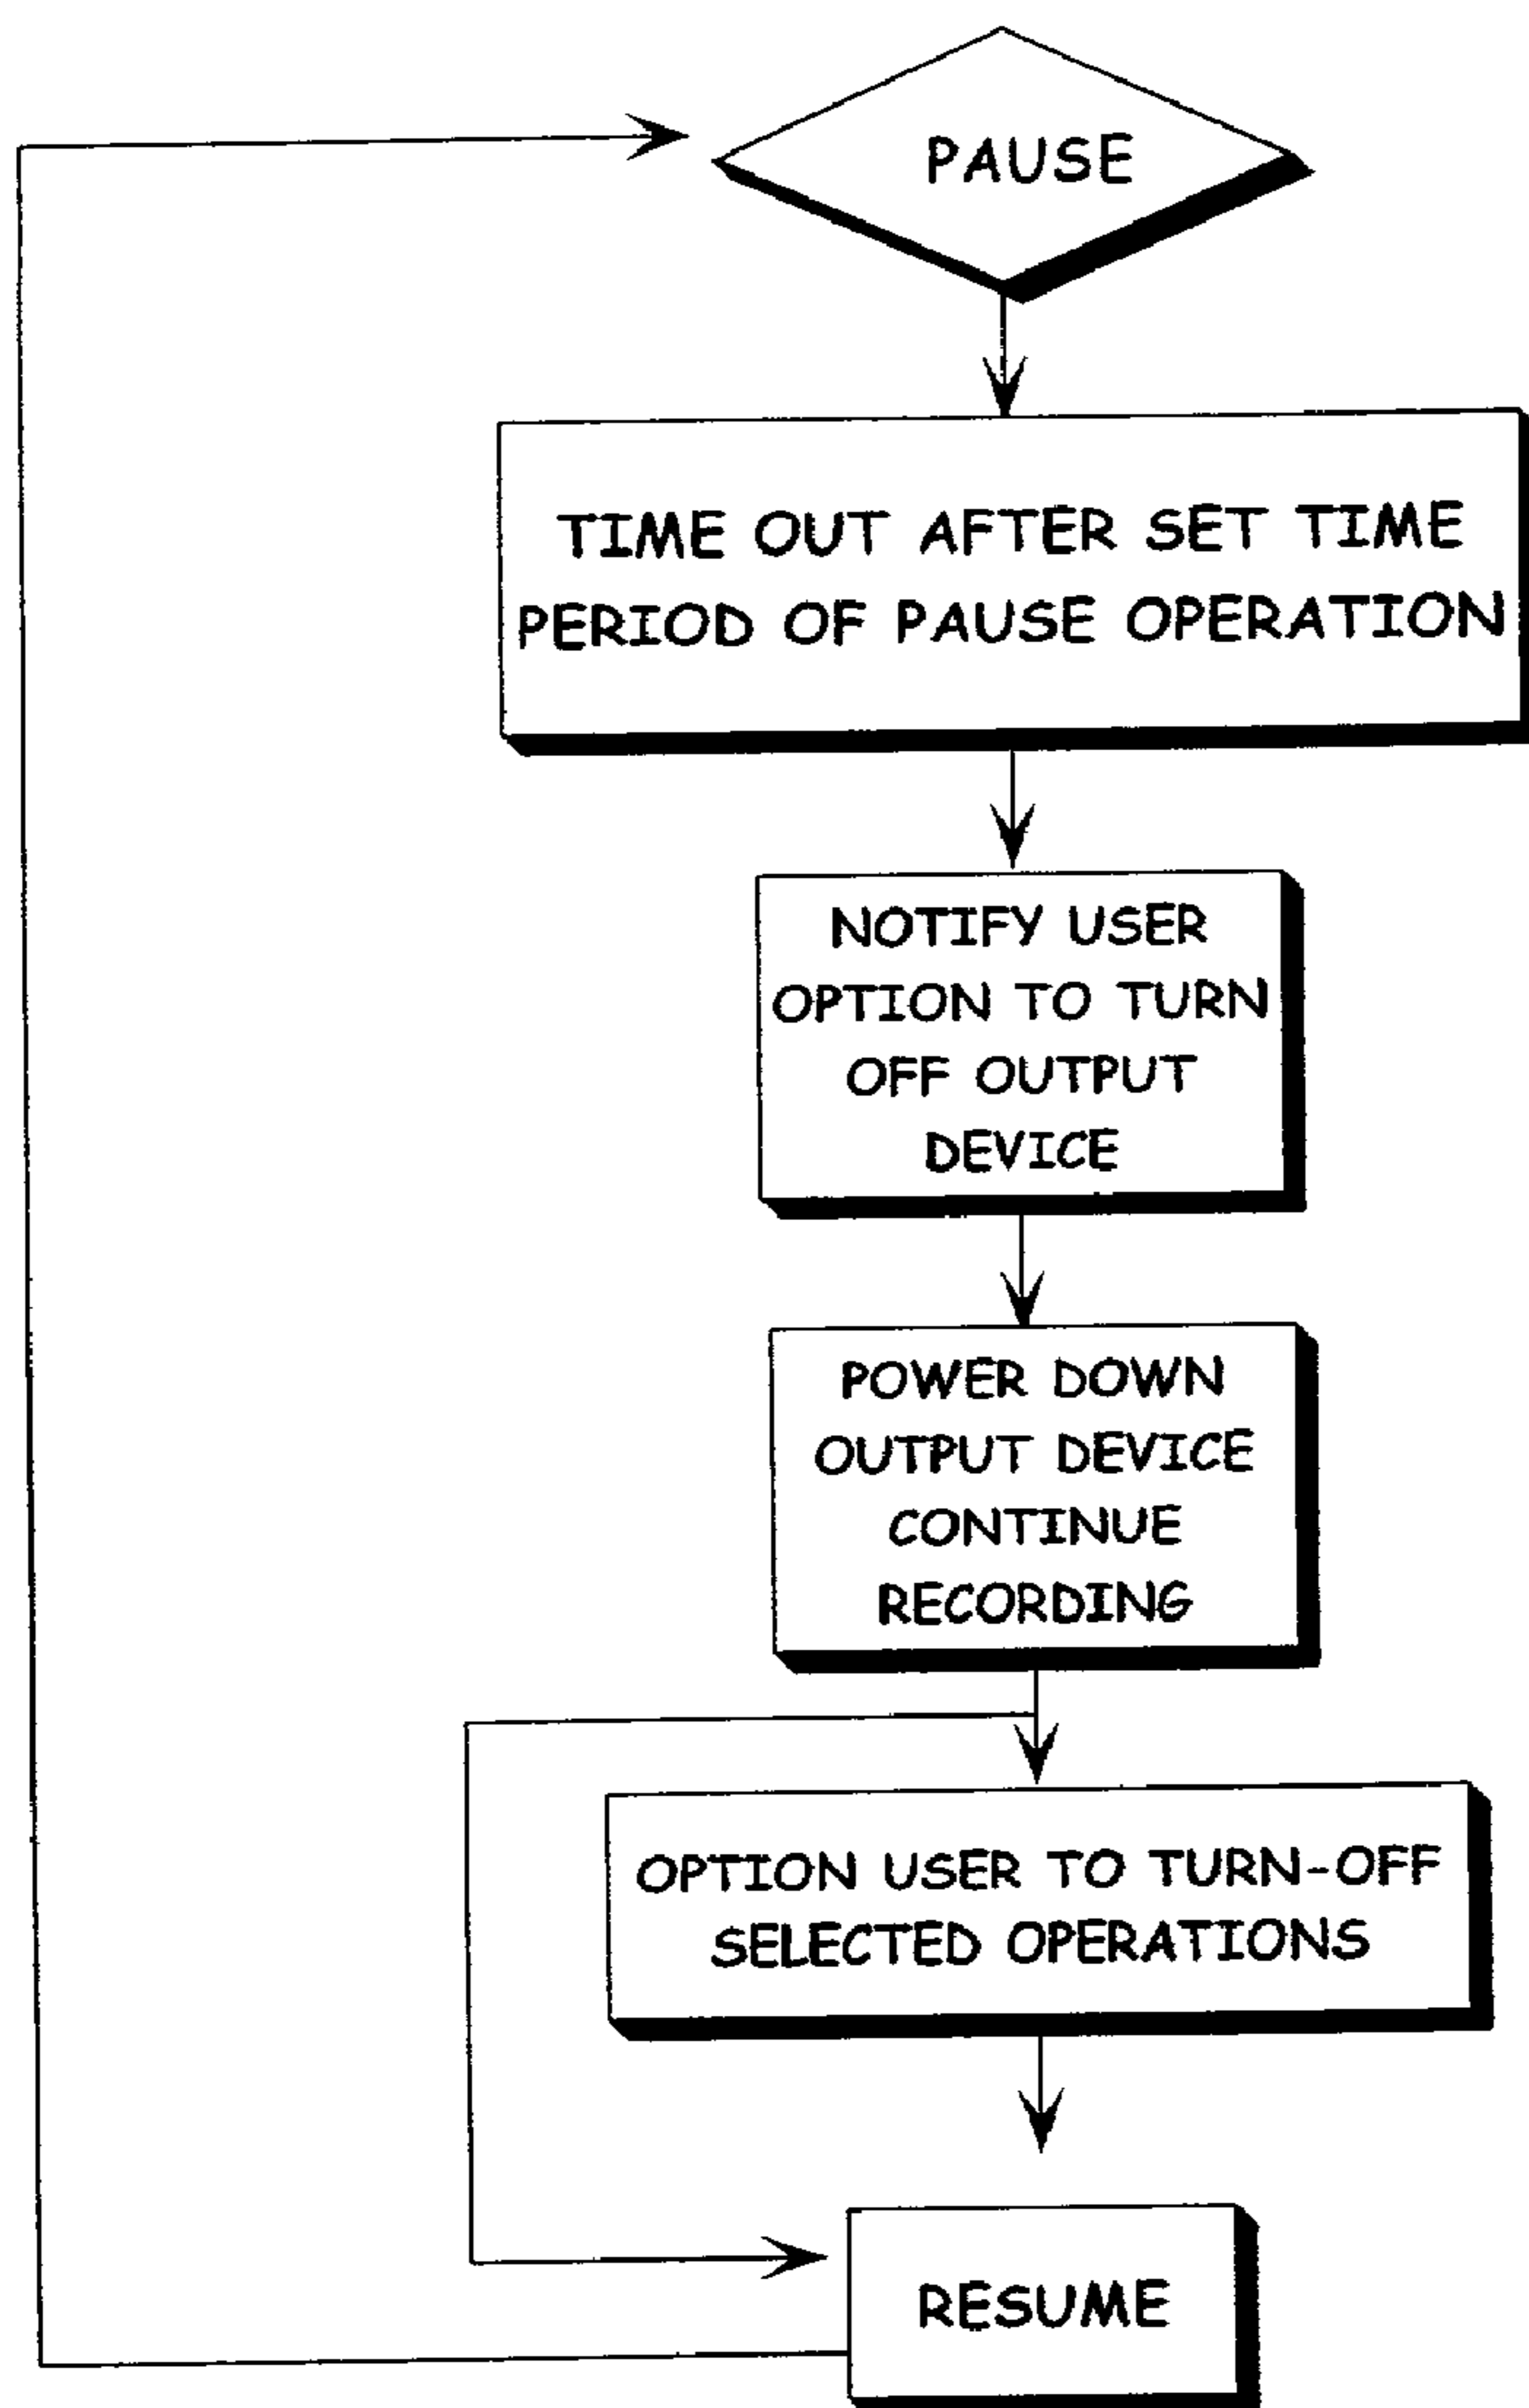 PAUSE
TIME OUT AFTER SET TIME
PERIOD OF PAUSE OPERATION
NOTIFY USER
OPTION TO TURN
OFF OUTPUT
DEVICE
POWER DOWN
OUTPUT DEVICE
CONTINUE
RECORDING
OPTION USER TO TURN-OFF
SELECTED OPERATIONS
RESUME